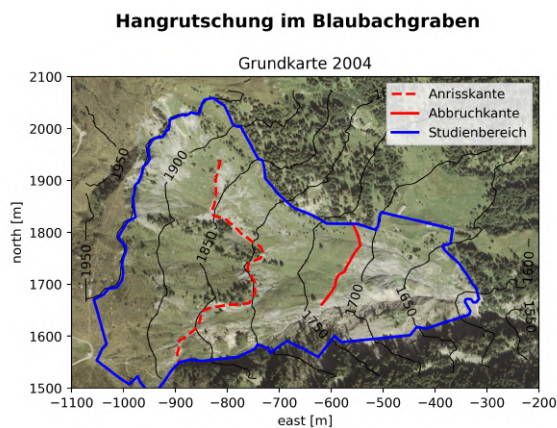 Hangrutschung im Blaubachgraben
Grundkarte 2004
Anrisskante
Abbruchkante
Studienbereich
north [m]
2100
2000
1900
1800
1700
1600
1500
1950
1900
1850
1950
1750
1700
1650
1600
1550
−1100 −1000 −900 −800 −700 −600 −500 −400 −300 −200
east [m]